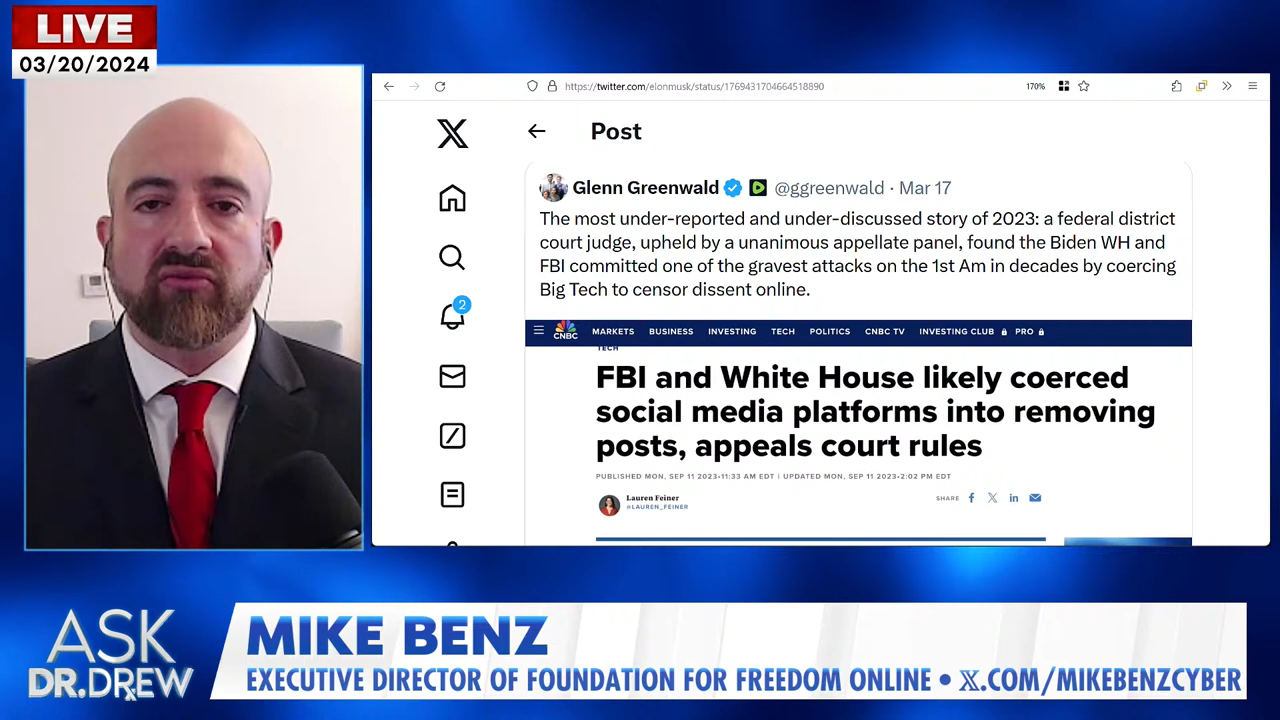 LIVE
03/20/2024
https://twitter.com/elonmusk/status/1769431704664518890
170%
Post
Glenn Greenwald @ggreenwald · Mar 17
The most under-reported and under-discussed story of 2023: a federal district
court judge, upheld by a unanimous appellate panel, found the Biden WH and
FBI committed one of the gravest attacks on the 1st Am in decades by coercing
Big Tech to censor dissent online.
2
CNBC MARKETS BUSINESS INVESTING TECH POLITICS CNBC TV INVESTING CLUB PRO
TECH
FBI and White House likely coerced
social media platforms into removing
posts, appeals court rules
PUBLISHED MON, SEP 11 2023•11:33 AM EDT | UPDATED MON, SEP 11 2023•2:02 PM EDT
Lauren Feiner
@LAUREN_FEINER
SHARE
ASK
DR.DREW
MIKE BENZ
EXECUTIVE DIRECTOR OF FOUNDATION FOR FREEDOM ONLINE • X.COM/MIKEBENZCYBER